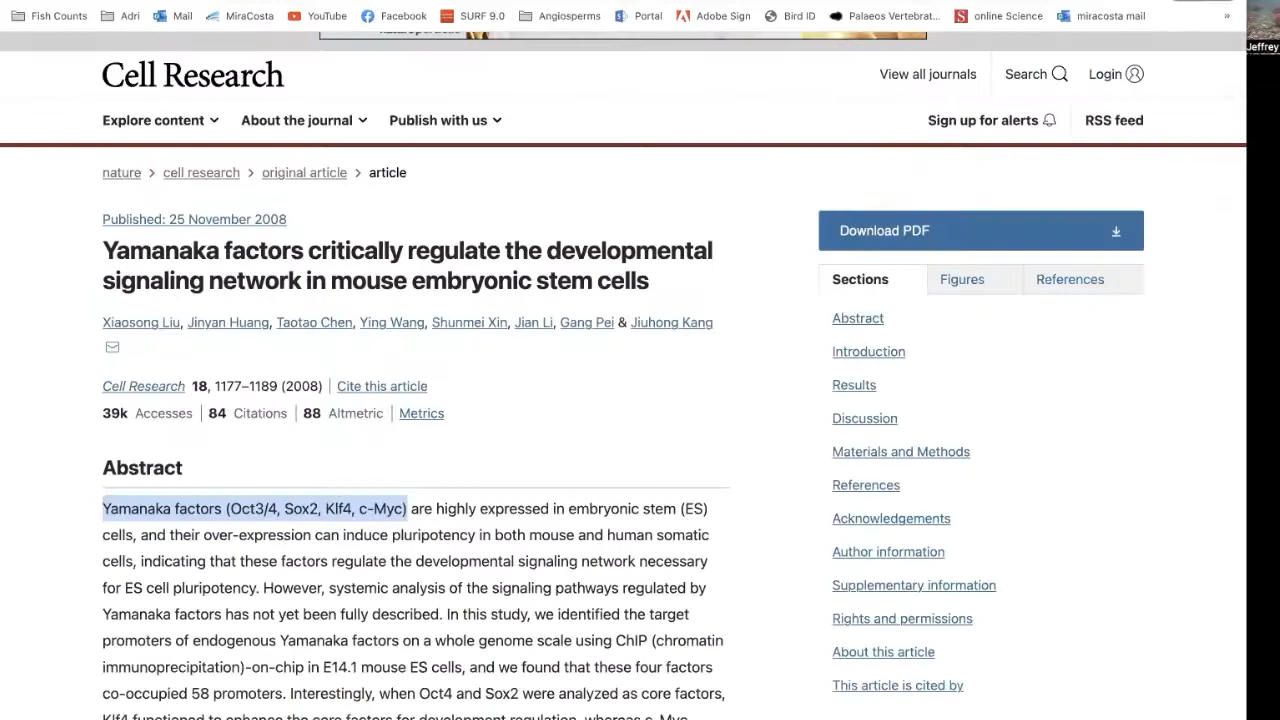 Fish Counts Adri Mail MiraCosta YouTube Facebook SURF 9.0 Angiosperms Portal Adobe Sign Bird ID Palaeos Vertebrat... online Science miracosta mail »
Jeffrey
Cell Research
View all journals Search Login
Explore content About the journal Publish with us
Sign up for alerts RSS feed
nature > cell research > original article > article
Published: 25 November 2008
Yamanaka factors critically regulate the developmental
signaling network in mouse embryonic stem cells
Xiaosong Liu, Jinyan Huang, Taotao Chen, Ying Wang, Shunmei Xin, Jian Li, Gang Pei & Jiuhong Kang
Cell Research 18, 1177–1189 (2008) | Cite this article
39k Accesses | 84 Citations | 88 Altmetric | Metrics
Abstract
Yamanaka factors (Oct3/4, Sox2, Klf4, c-Myc) are highly expressed in embryonic stem (ES)
cells, and their over-expression can induce pluripotency in both mouse and human somatic
cells, indicating that these factors regulate the developmental signaling network necessary
for ES cell pluripotency. However, systemic analysis of the signaling pathways regulated by
Yamanaka factors has not yet been fully described. In this study, we identified the target
promoters of endogenous Yamanaka factors on a whole genome scale using ChIP (chromatin
immunoprecipitation)-on-chip in E14.1 mouse ES cells, and we found that these four factors
co-occupied 58 promoters. Interestingly, when Oct4 and Sox2 were analyzed as core factors,
Klf4 functioned to enhance the core factors for development regulation, whereas c-Myc
Download PDF
Sections Figures References
Abstract
Introduction
Results
Discussion
Materials and Methods
References
Acknowledgements
Author information
Supplementary information
Rights and permissions
About this article
This article is cited by